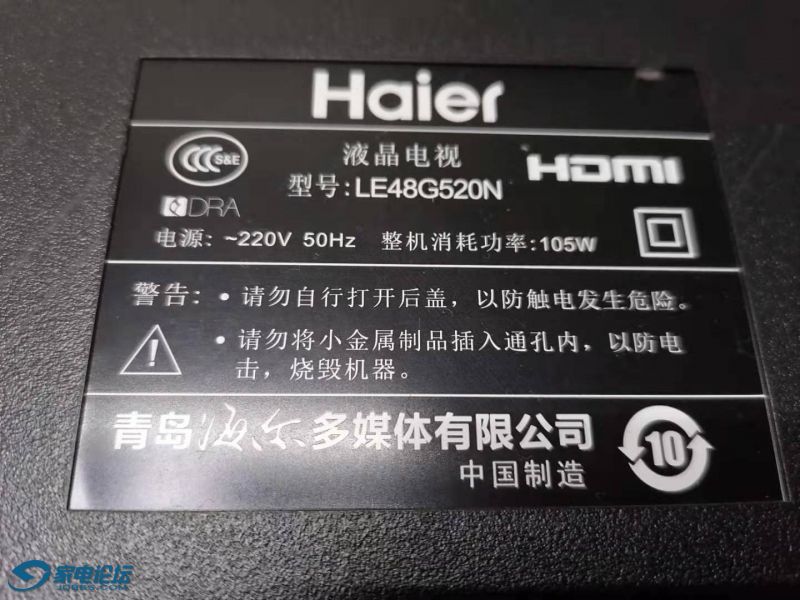 Haier
液晶电视
型号:LE48G520N
S&E
HDMI
DRA
电源: ~220V 50Hz 整机消耗功率:105W
警告: • 请勿自行打开后盖，以防触电发生危险。
• 请勿将小金属制品插入通孔内，以防电
击，烧毁机器。
青岛海尔多媒体有限公司
中国制造
10
家电论坛
JDBBS.COM